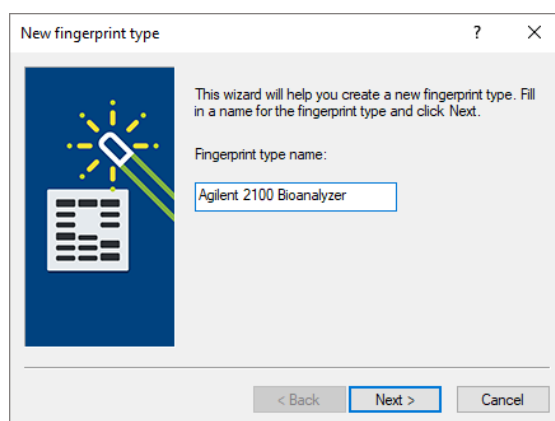 New fingerprint type
?
This wizard will help you create a new fingerprint type. Fill
in a name for the fingerprint type and click Next.
Fingerprint type name:
Agilent 2100 Bioanalyzer
< Back
Next >
Cancel